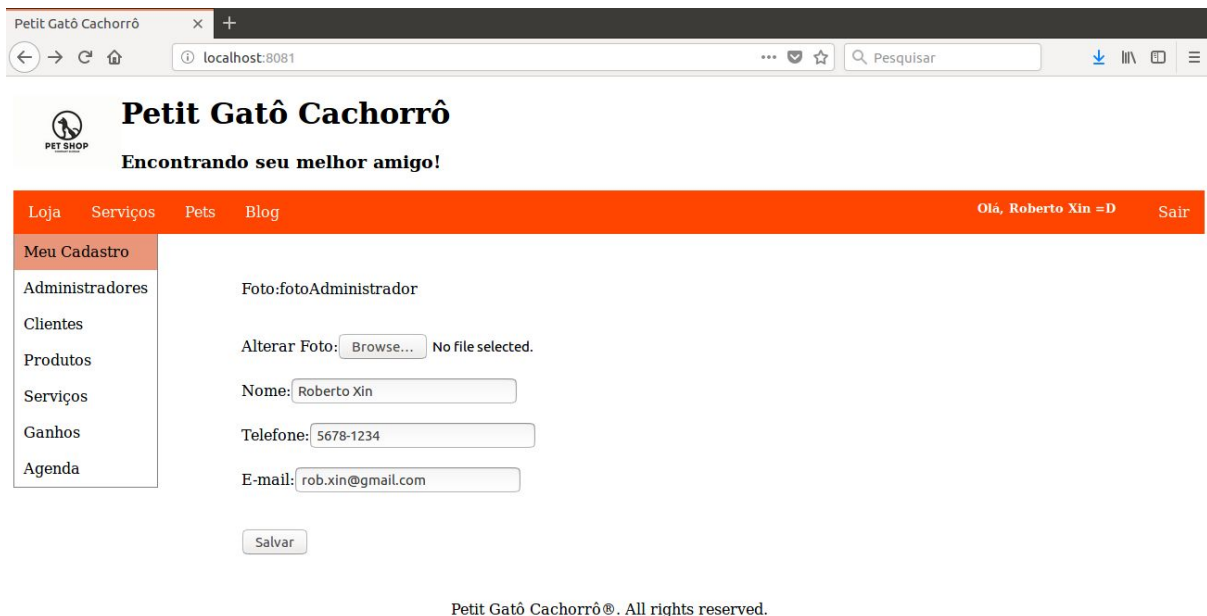 Petit Gatô Cachorrô
localhost:8081
Pesquisar
PET SHOP
Petit Gatô Cachorrô
Encontrando seu melhor amigo!
Loja Serviços Pets Blog Olá, Roberto Xin =D Sair
Meu Cadastro
Administradores
Clientes
Produtos
Serviços
Ganhos
Agenda
Foto:fotoAdministrador
Alterar Foto: Browse... No file selected.
Nome: Roberto Xin
Telefone: 5678-1234
E-mail: rob.xin@gmail.com
Salvar
Petit Gatô Cachorrô®. All rights reserved.